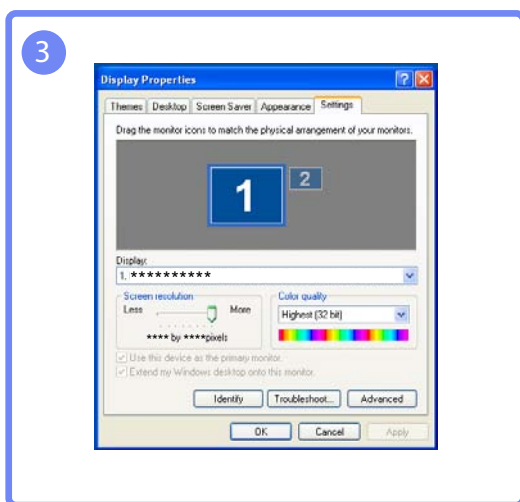 3
Display Properties
Themes Desktop Screen Saver Appearance Settings
Drag the monitor icons to match the physical arrangement of your monitors.
1 2
Display:
1. **********
Screen resolution Color quality
Less More Highest (32 bit)
**** by ****pixels
Use this device as the primary monitor.
Extend my Windows desktop onto this monitor.
Identify Troubleshoot... Advanced
OK Cancel Apply